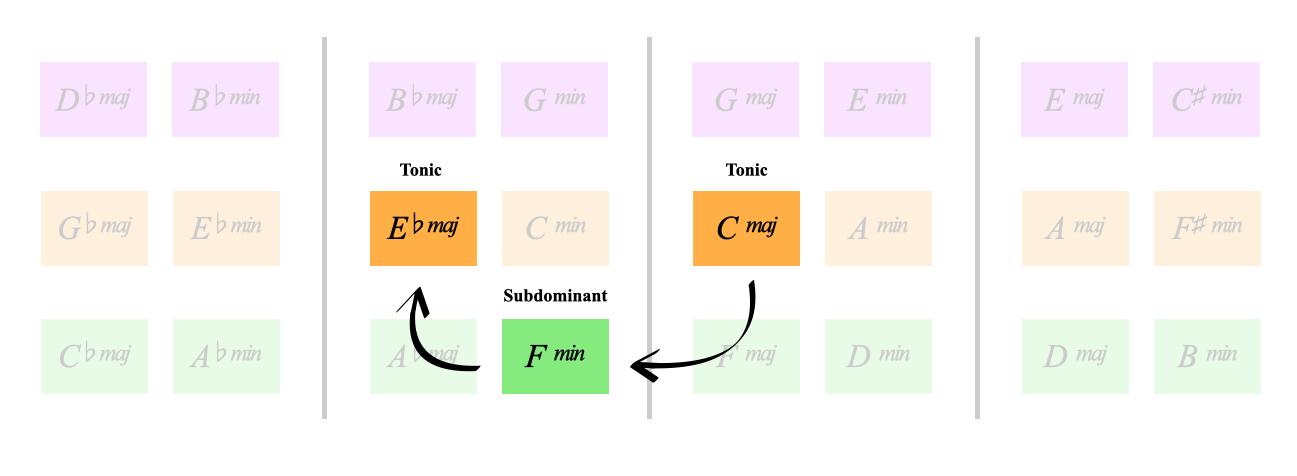 D♭ maj B♭ min B♭ maj G min G maj E min E maj C♯ min
Tonic Tonic
G♭ maj E♭ min E♭ maj C min C maj A min A maj F♯ min
Subdominant
C♭ maj A♭ min A♭ maj F min F maj D min D maj B min